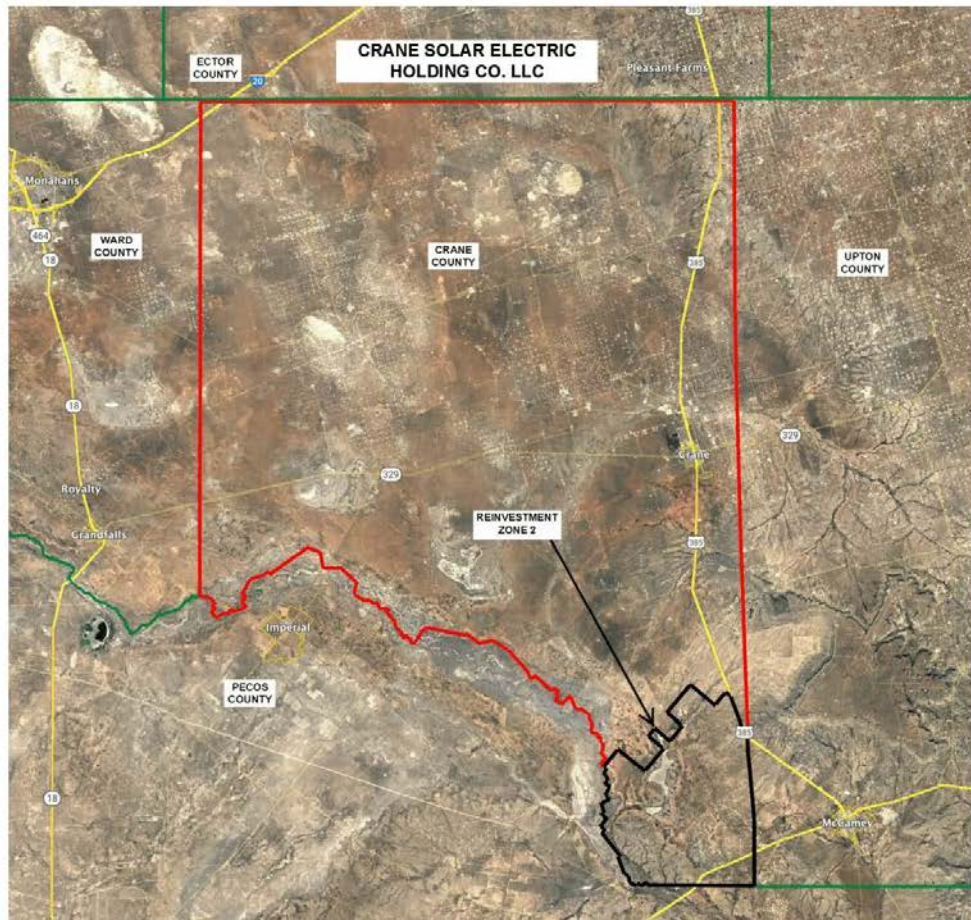 385
CRANE SOLAR ELECTRIC
HOLDING CO. LLC
ECTOR
COUNTY
20
Pleasant Farms
Monahans
464
18
WARD
COUNTY
CRANE
COUNTY
385
UPTON
COUNTY
18
329
329
Crane
Royalty
Grandfalls
REINVESTMENT
ZONE 2
385
Imperial
PECOS
COUNTY
385
18
McCamey